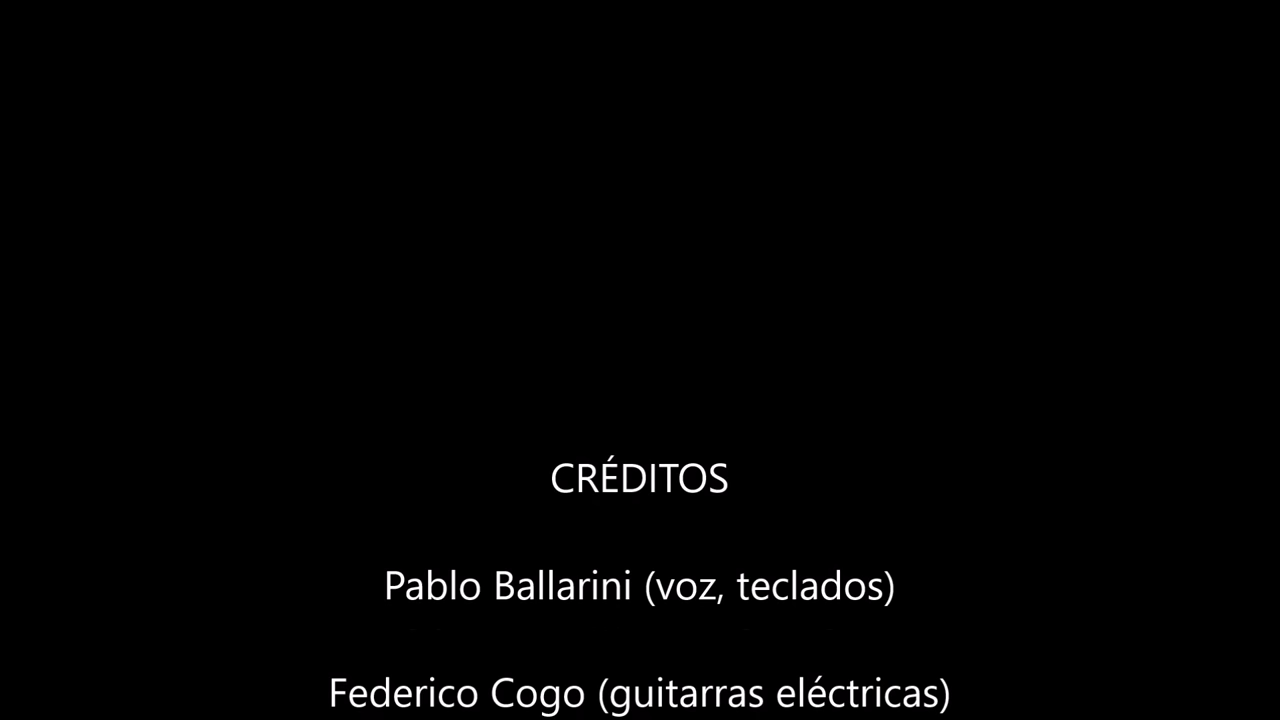 CRÉDITOS
Pablo Ballarini (voz, teclados)
Federico Cogo (guitarras eléctricas)